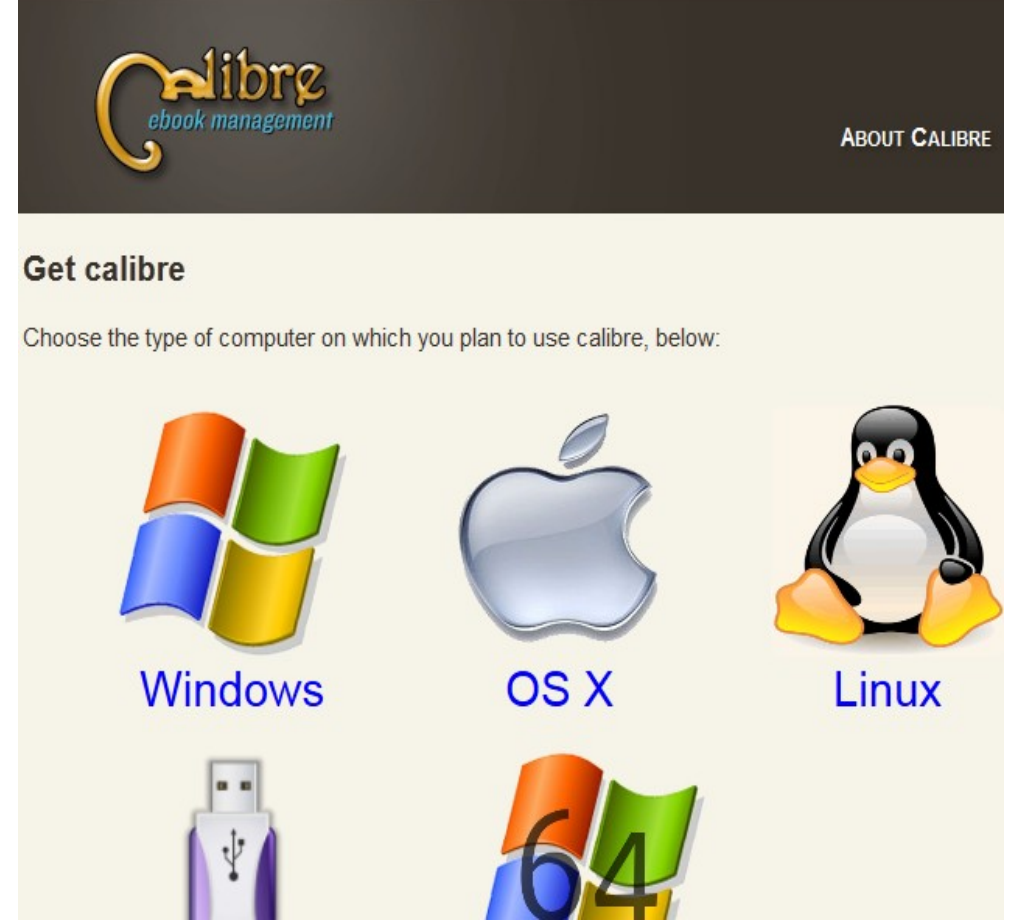 Calibre
ebook management
ABOUT CALIBRE
Get calibre
Choose the type of computer on which you plan to use calibre, below:
Windows
OS X
Linux
64